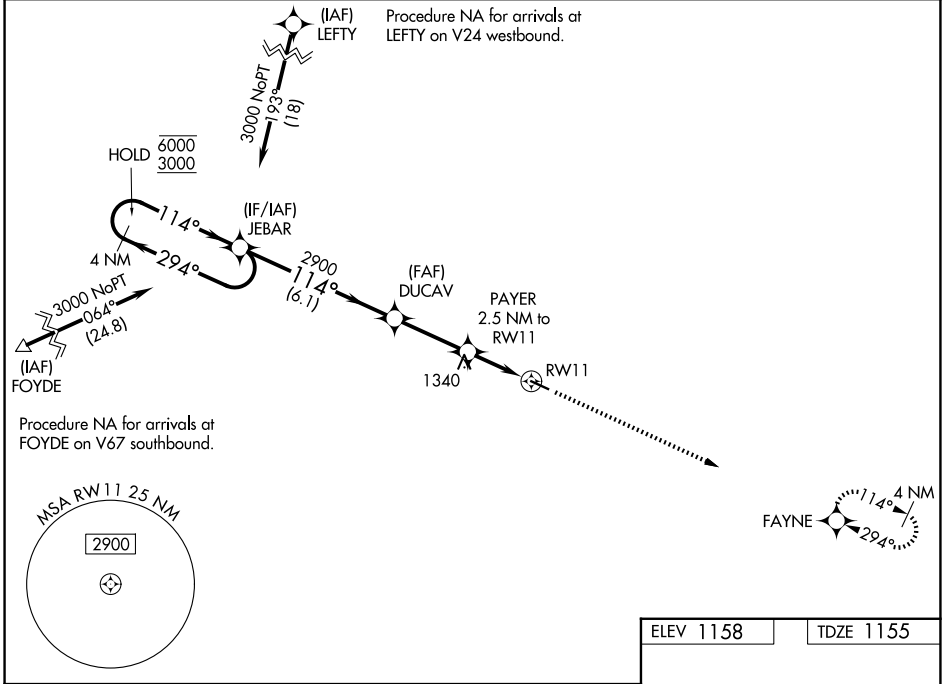 (IAF)
LEFTY
Procedure NA for arrivals at
LEFTY on V24 westbound.
3000 NoPT
193°
(18)
HOLD
6000
3000
(IF/IAF)
JEBAR
114°
294°
4 NM
2900
114°
(6.1)
(FAF)
DUCAV
PAYER
2.5 NM to
RW11
1340
RW11
3000 NoPT
064°
(24.8)
(IAF)
FOYDE
Procedure NA for arrivals at
FOYDE on V67 southbound.
MSA RW11 25 NM
2900
FAYNE
114°
294°
4 NM
ELEV 1158
TDZE 1155